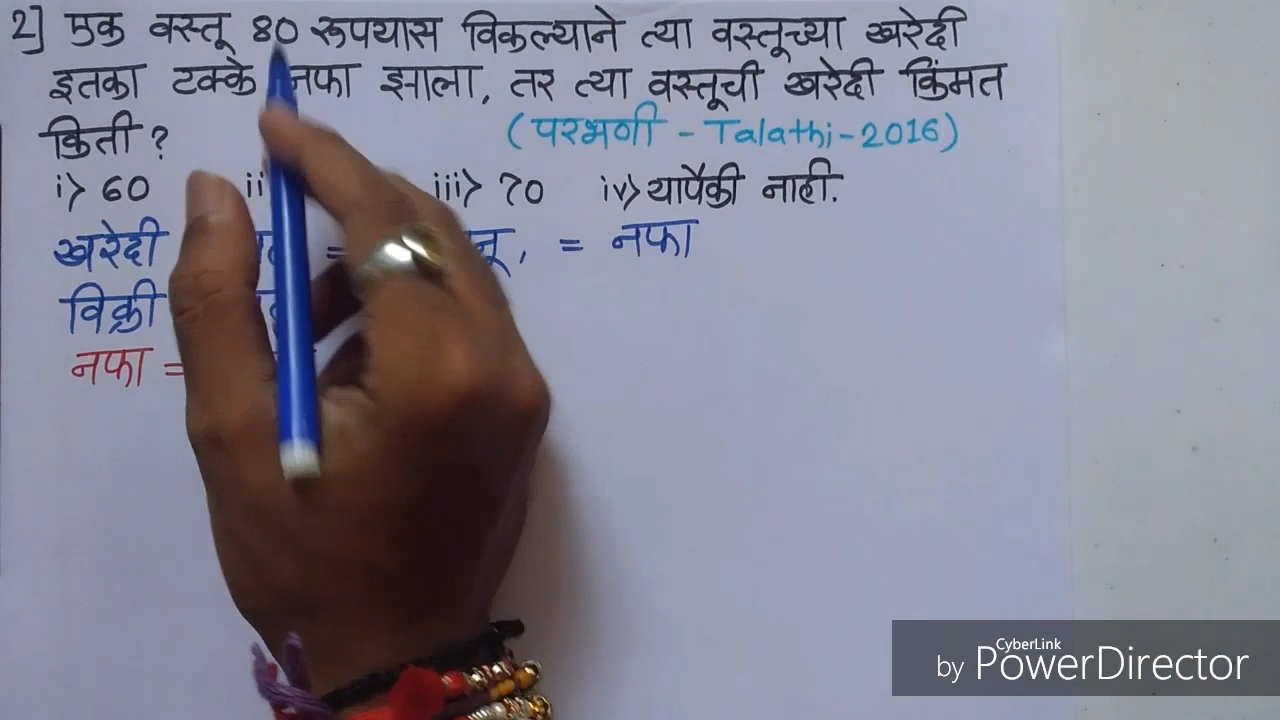 2] एक वस्तू 80 रूपयास विकल्याने त्या वस्तूच्या खरेदी
इतका टक्के नफा झाला, तर त्या वस्तूची खरेदी किंमत
किती ?
(परभणी - Talathi - 2016)
i> 60 ii iii> 70 iv> यापैकी नाही.
खरेदी = = नफा
विक्री
नफा =
CyberLink
by PowerDirector